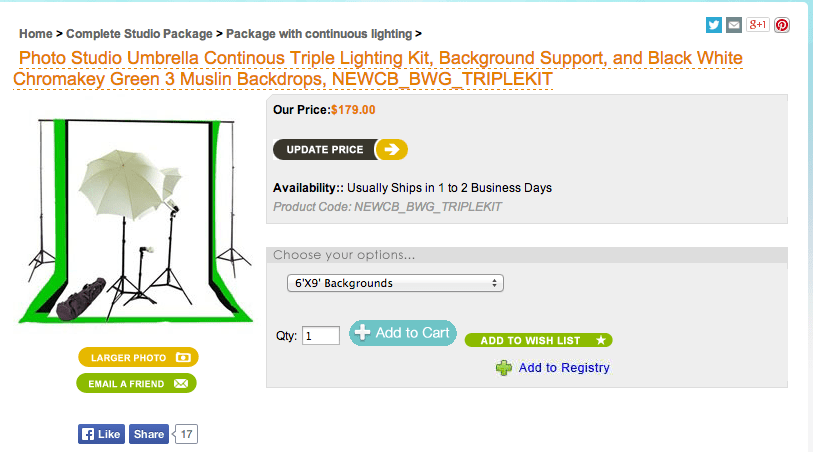 Home > Complete Studio Package > Package with continuous lighting >
g+1
Photo Studio Umbrella Continous Triple Lighting Kit, Background Support, and Black White
Chromakey Green 3 Muslin Backdrops, NEWCB_BWG_TRIPLEKIT
Our Price:$179.00
UPDATE PRICE
Availability:: Usually Ships in 1 to 2 Business Days
Product Code: NEWCB_BWG_TRIPLEKIT
Choose your options...
6'X9' Backgrounds
Qty: 1
Add to Cart
ADD TO WISH LIST
Add to Registry
LARGER PHOTO
EMAIL A FRIEND
Like Share 17